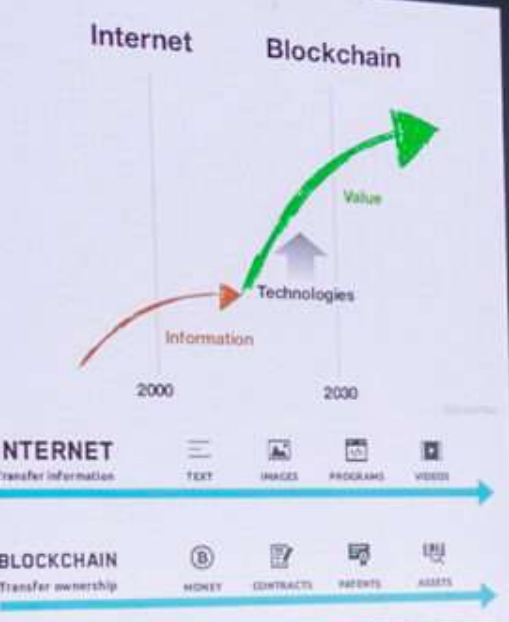 Internet
Blockchain
Value
Technologies
Information
2000
2030
NTERNET
Transfer information
TEXT
IMAGES
PROGRAMS
VIDEOS
BLOCKCHAIN
Transfer ownership
MONEY
CONTRACTS
PATENTS
ASSETS